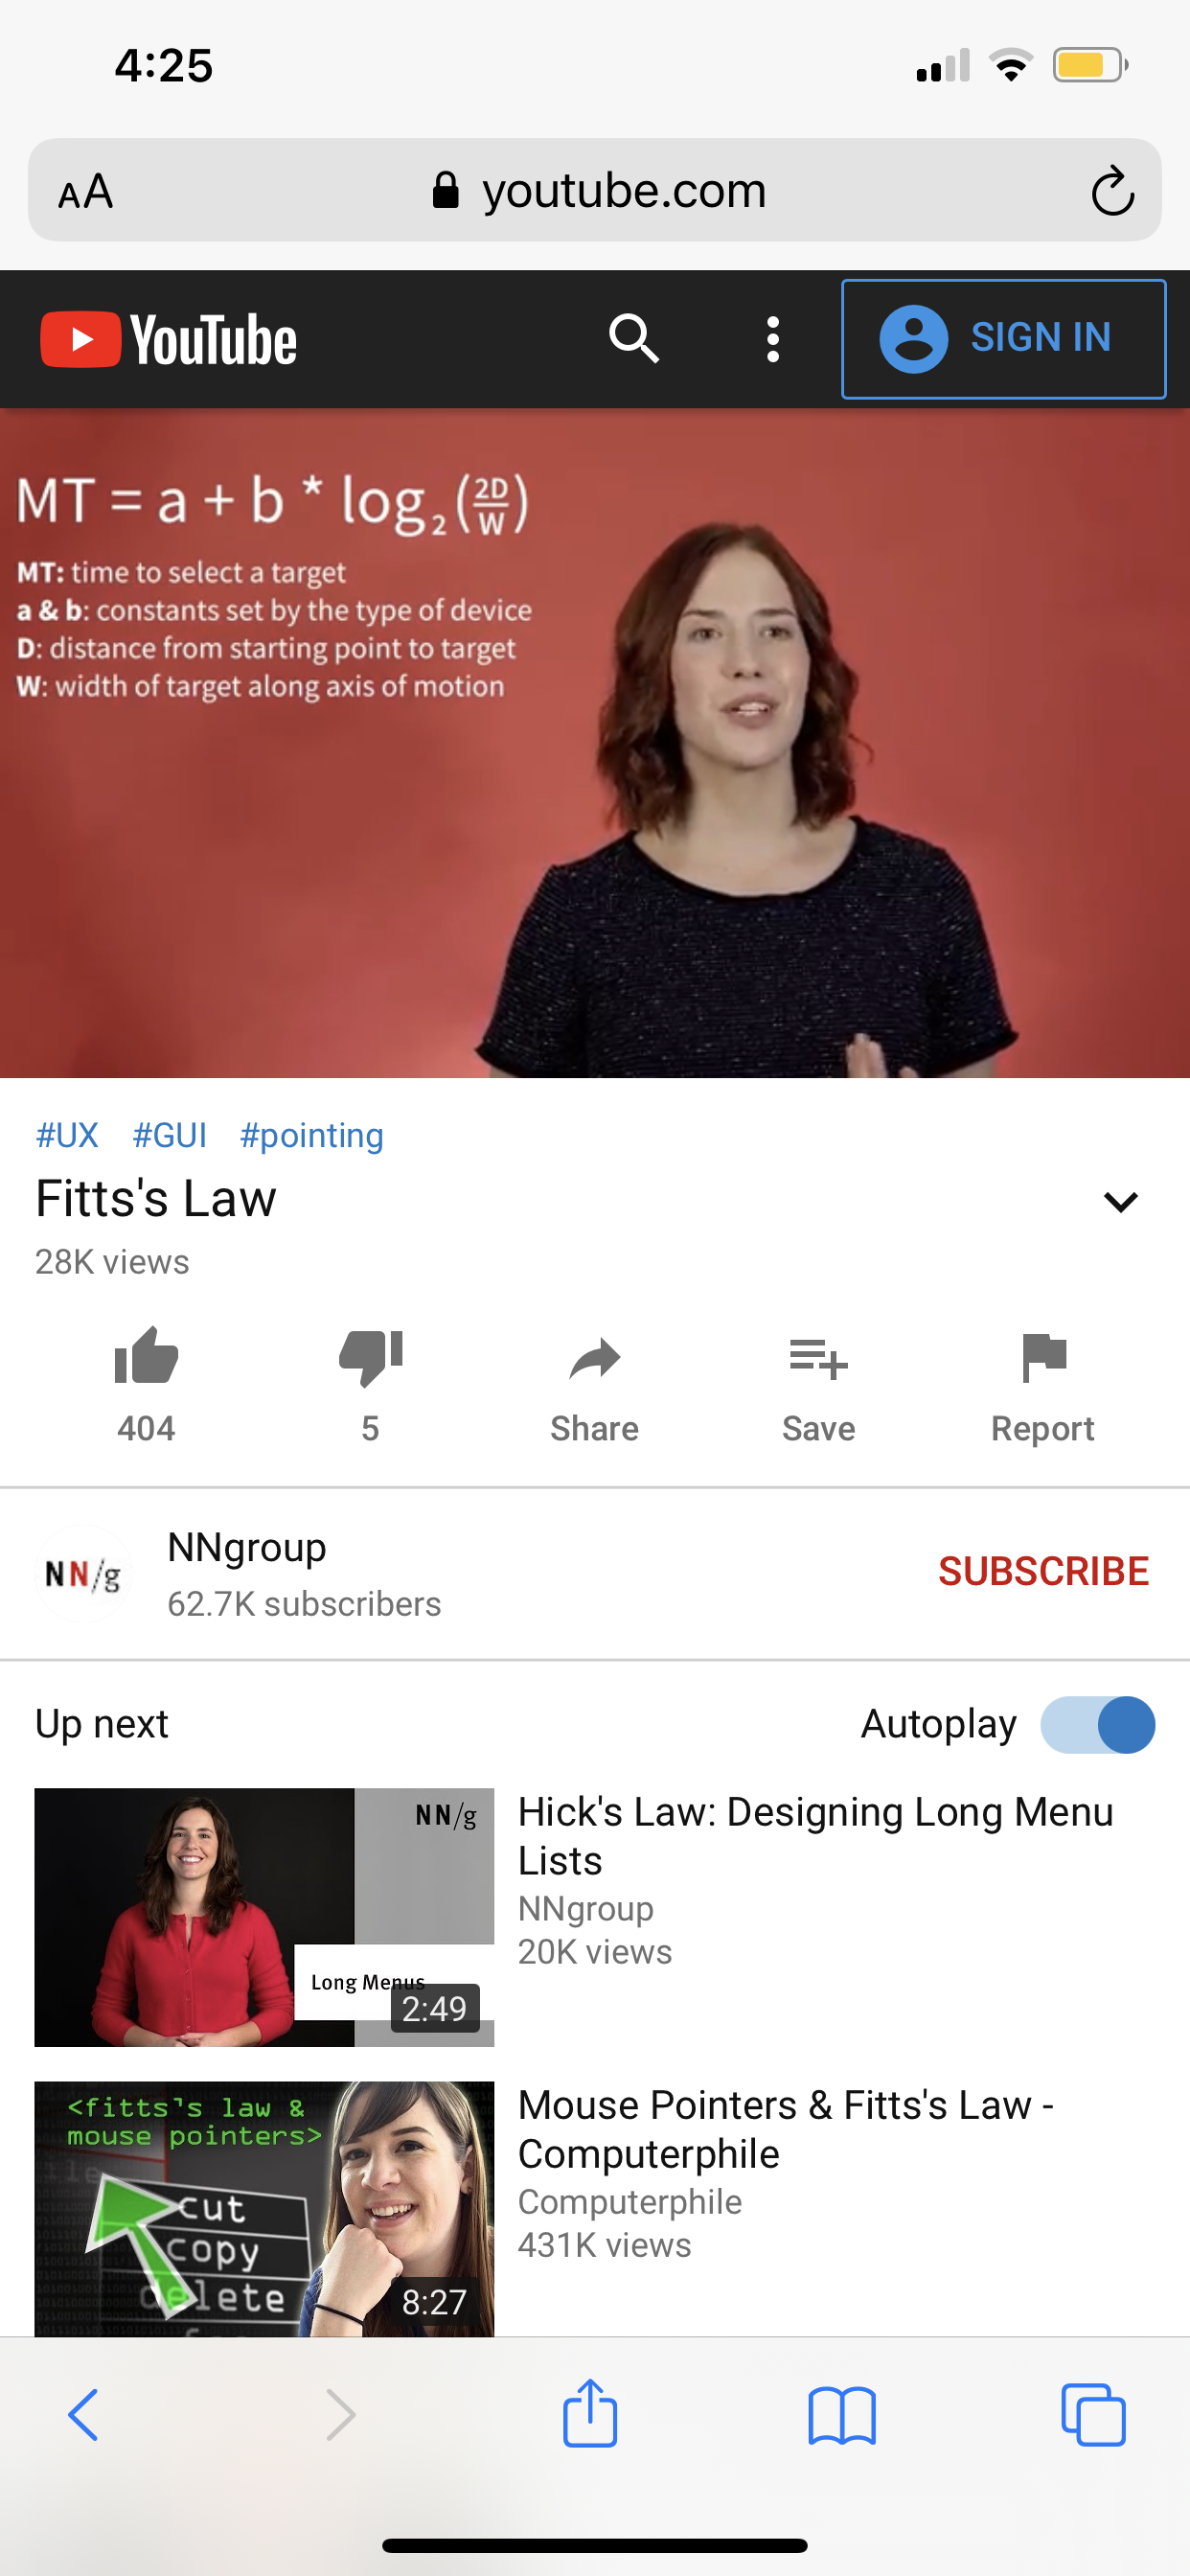 4:25
AA youtube.com
YouTube SIGN IN
MT = a + b * log₂(2D/W)
MT: time to select a target
a & b: constants set by the type of device
D: distance from starting point to target
W: width of target along axis of motion
#UX #GUI #pointing
Fitts's Law
28K views
404 5 Share Save Report
NN/g
NNgroup
SUBSCRIBE
62.7K subscribers
Up next Autoplay
NN/g
Long Menus
2:49
Hick's Law: Designing Long Menu
Lists
NNgroup
20K views
<fitts's law &
mouse pointers>
cut
copy
delete
8:27
Mouse Pointers & Fitts's Law -
Computerphile
Computerphile
431K views